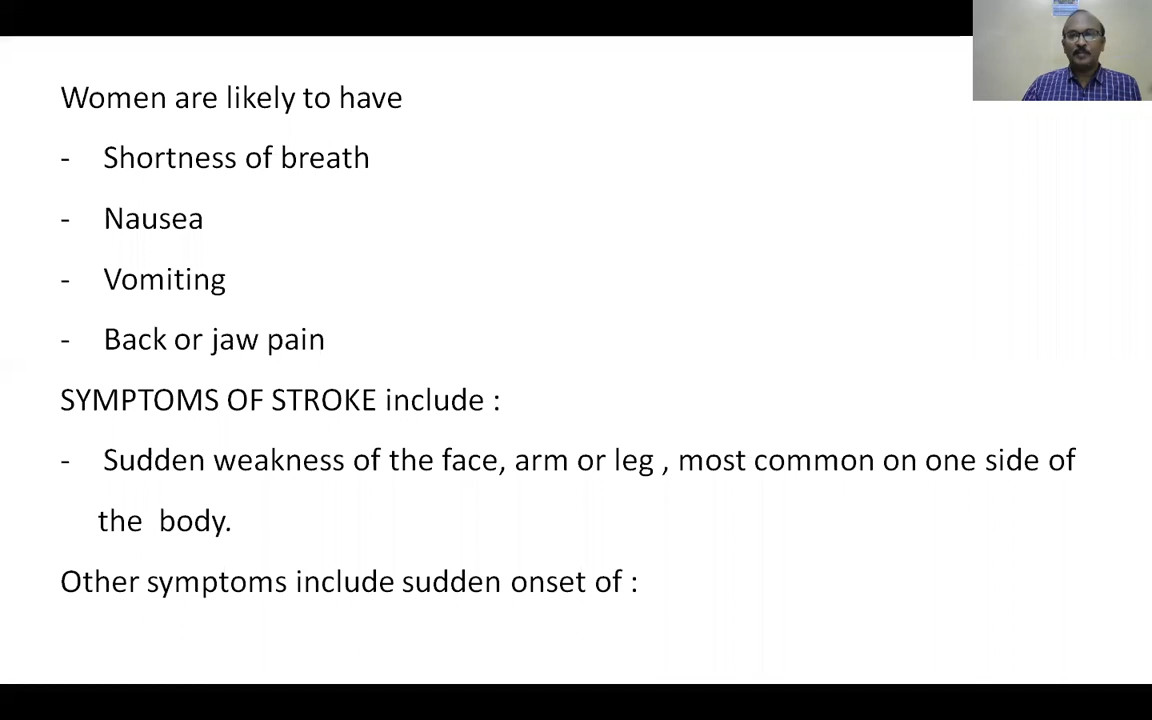 Women are likely to have
- Shortness of breath
- Nausea
- Vomiting
- Back or jaw pain
SYMPTOMS OF STROKE include :
- Sudden weakness of the face, arm or leg , most common on one side of
the body.
Other symptoms include sudden onset of :